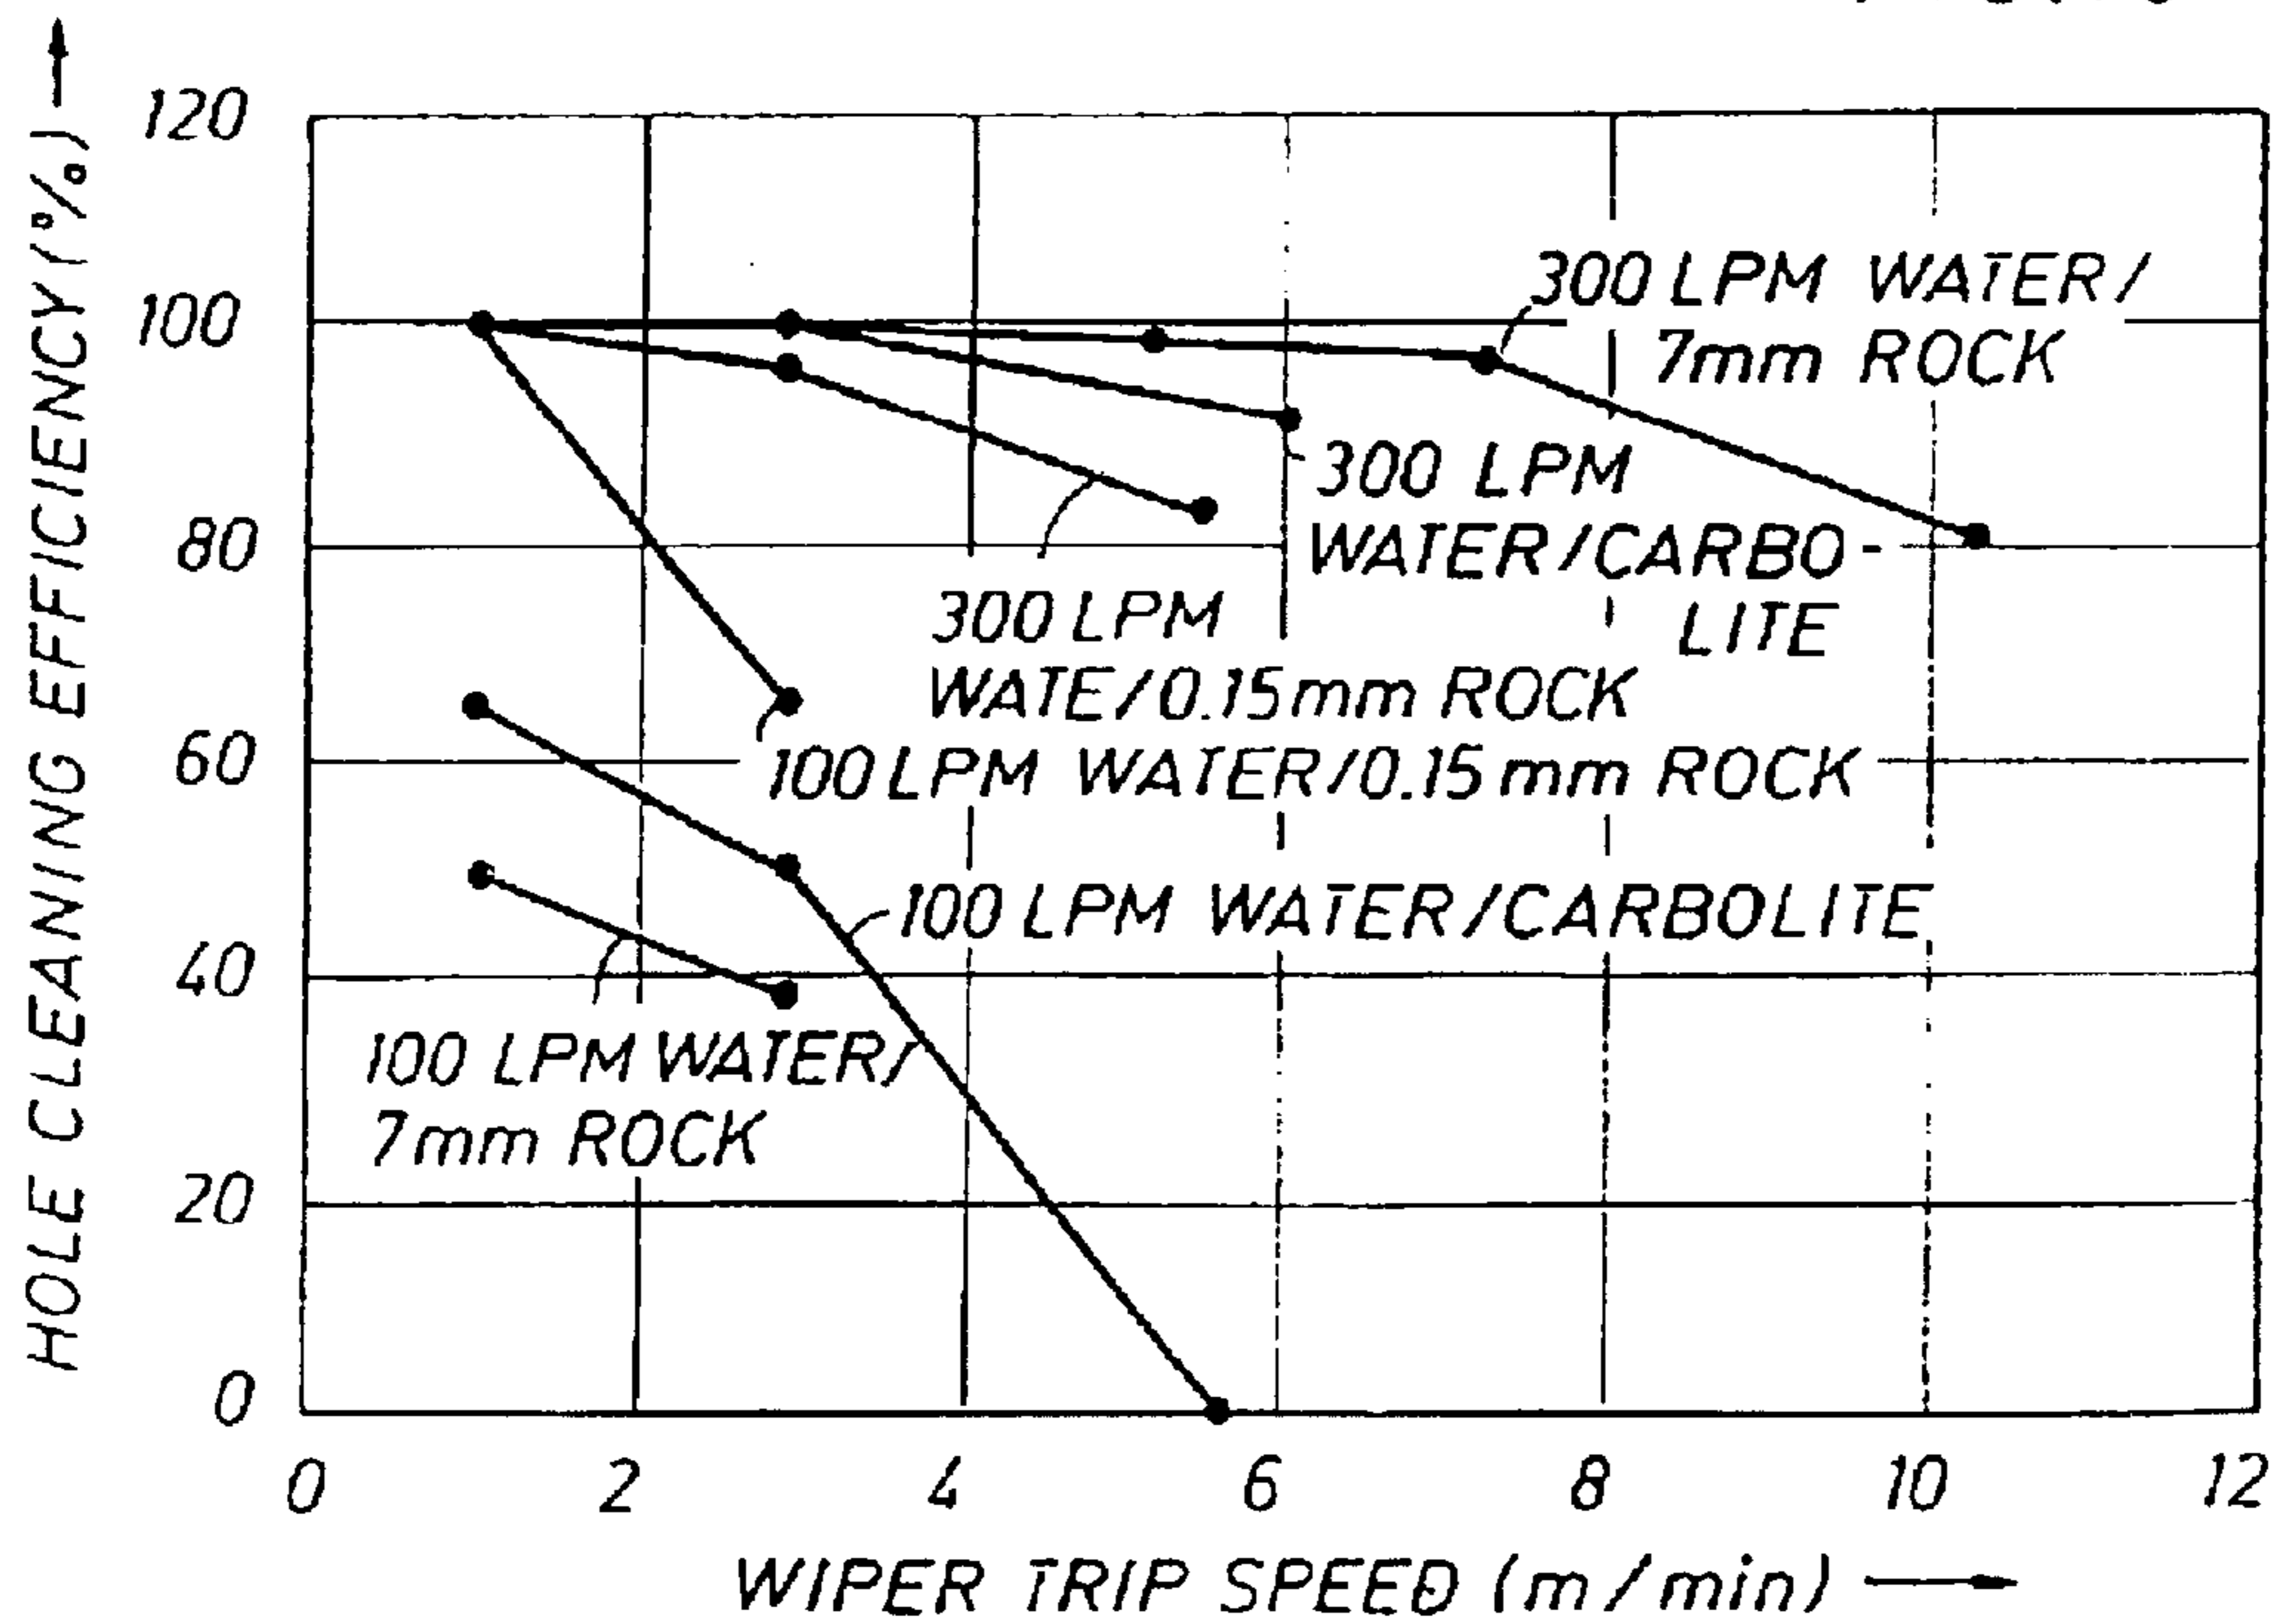 HOLE CLEANING EFFICIENCY (%)
120
100
80
60
40
20
0
300 LPM WATER/
7mm ROCK
300 LPM
WATER/CARBO-
LITE
300 LPM
WATE/0.15mm ROCK
100 LPM WATER/0.15 mm ROCK
100 LPM WATER/CARBOLITE
100 LPM WATER/
7mm ROCK
0 2 4 6 8 10 12
WIPER TRIP SPEED (m/min)